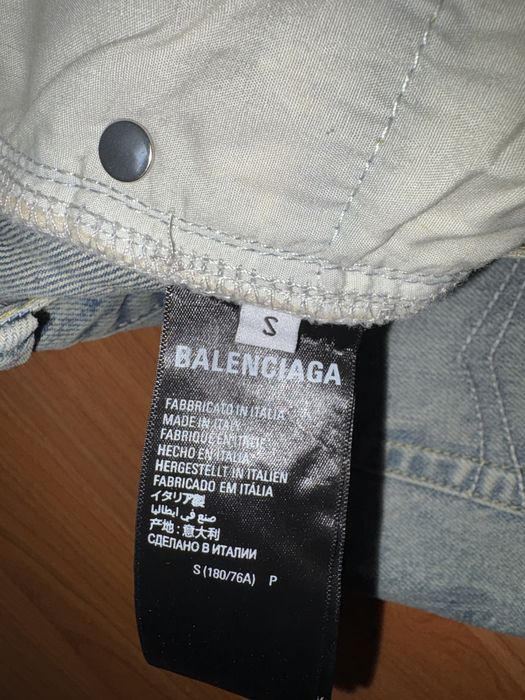 S
BALENCIAGA
FABBRICATO IN ITALIA
MADE IN ITALY
FABRIQUÉ EN ITALIE
HECHO EN ITALIA
HERGESTELLT IN ITALIEN
FABRICADO EM ITÁLIA
イタリア製
صنع في ايطاليا
产地：意大利
СДЕЛАНО В ИТАЛИИ
S (180/76A) P